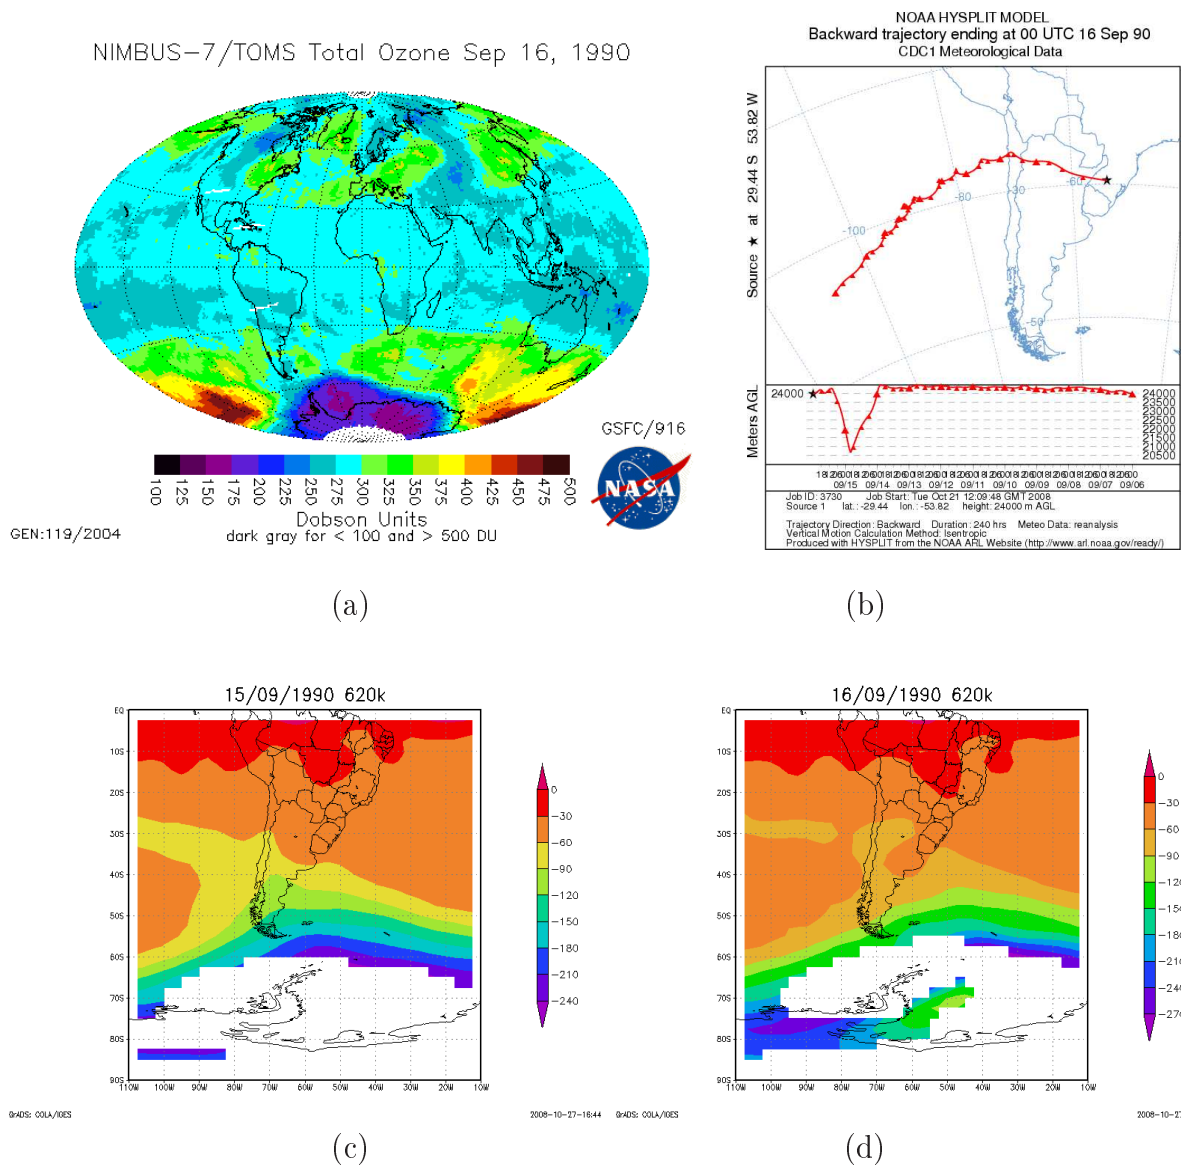 NIMBUS-7/TOMS Total Ozone Sep 16, 1990
GSFC/916
NASA
100 125 150 175 200 225 250 275 300 325 350 375 400 425 450 475 500
Dobson Units
dark gray for < 100 and > 500 DU
GEN:119/2004
(a)
NOAA HYSPLIT MODEL
Backward trajectory ending at 00 UTC 16 Sep 90
CDC1 Meteorological Data
Source ★ at 29.44 S 53.82 W
-100
-80
-30
-60
-50
Meters AGL
24000
24000
23500
23000
22500
22000
21500
21000
20500
09/15 09/14 09/13 09/12 09/11 09/10 09/09 09/08 09/07 09/06
Job ID: 3730 Job Start: Tue Oct 21 12:09:48 GMT 2008
Source 1 lat.: -29.44 lon.: -53.82 height: 24000 m AGL
Trajectory Direction: Backward Duration: 240 hrs Meteo Data: reanalysis
Vertical Motion Calculation Method: Isentropic
Produced with HYSPLIT from the NOAA ARL Website (http://www.arl.noaa.gov/ready/)
(b)
15/09/1990 620k
EQ
10S
20S
30S
40S
50S
60S
70S
80S
90S
110W 100W 90W 80W 70W 60W 50W 40W 30W 20W 10W
0
-30
-60
-90
-120
-150
-180
-210
-240
GrADS: COLA/IGES
2008-10-27-16:44
(c)
16/09/1990 620k
EQ
10S
20S
30S
40S
50S
60S
70S
80S
90S
110W 100W 90W 80W 70W 60W 50W 40W 30W 20W 10W
0
-30
-60
-90
-120
-150
-180
-210
-240
-270
GrADS: COLA/IGES
2008-10-2
(d)